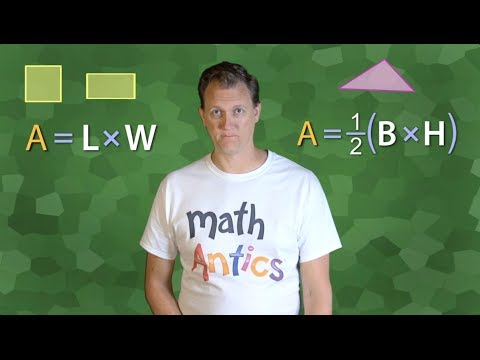 A = L × W
A = 1/2 (B × H)
math
Antics